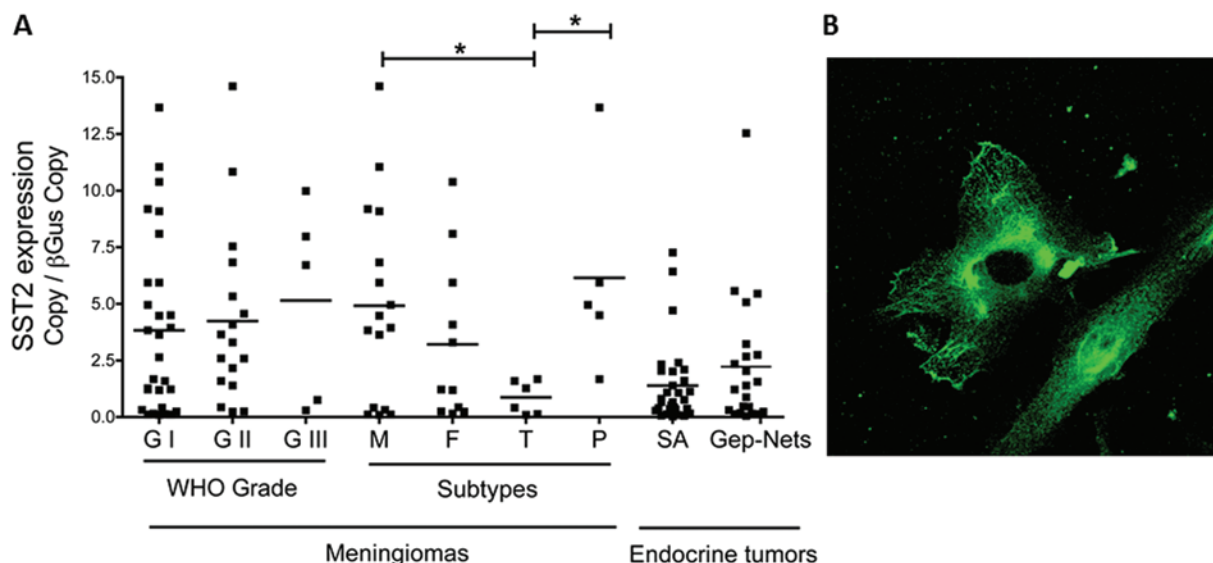 A
B
* *
SST2 expression
Copy / βGus Copy
15.0
12.5
10.0
7.5
5.0
2.5
0.0
G I G II G III M F T P SA Gep-Nets
WHO Grade Subtypes
Meningiomas Endocrine tumors